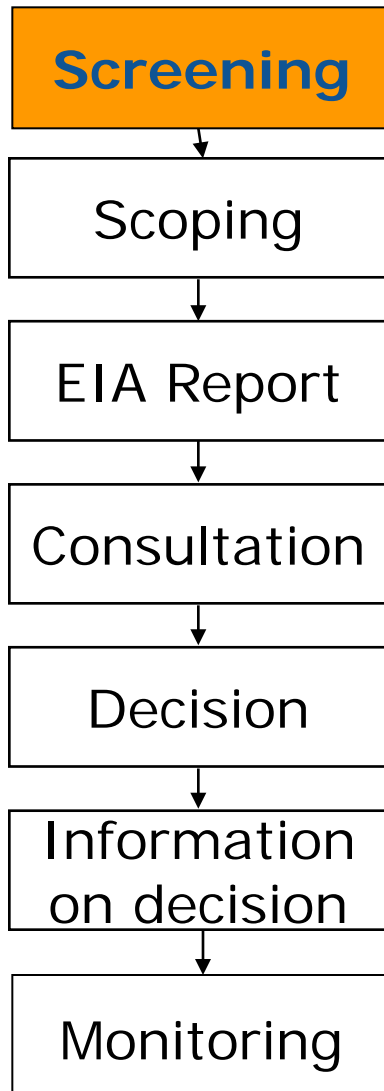 Screening
Scoping
EIA Report
Consultation
Decision
Information
on decision
Monitoring